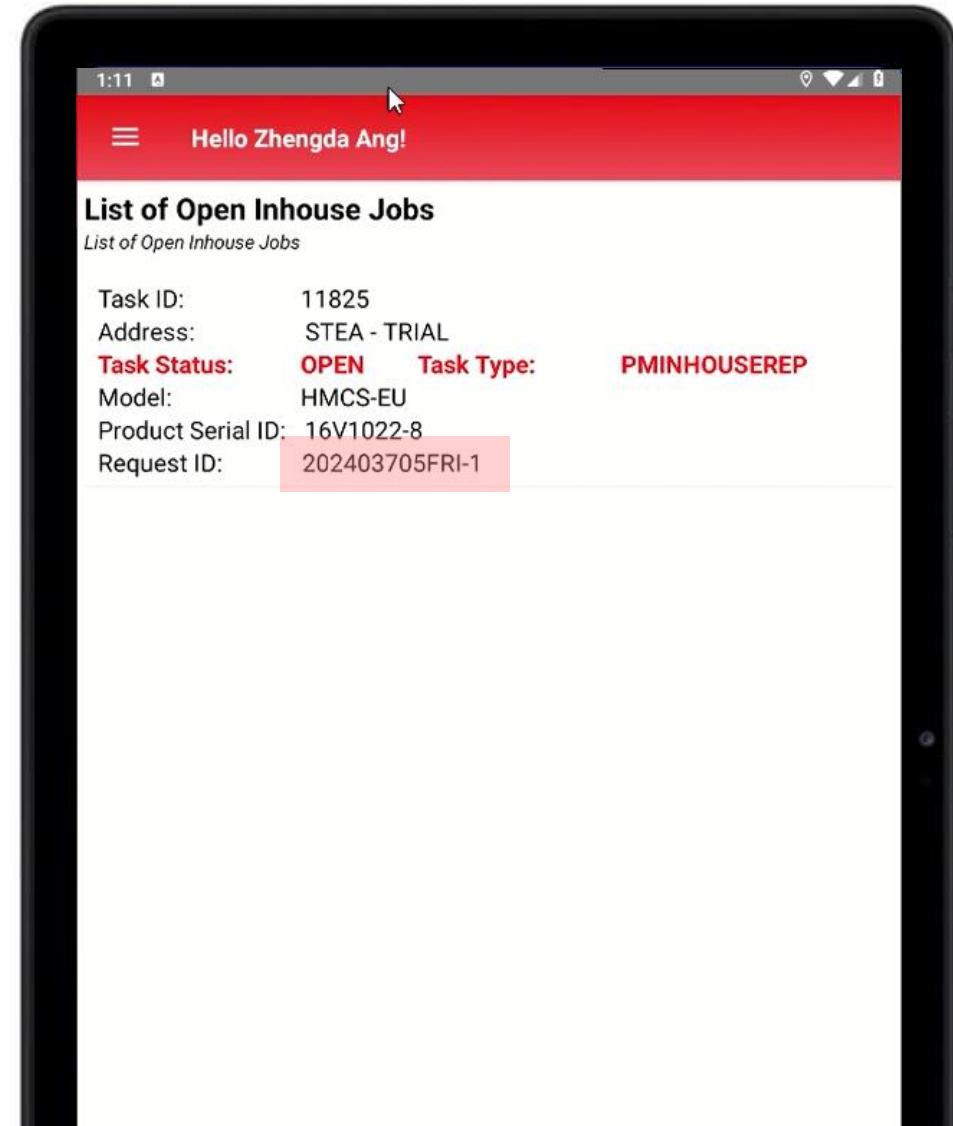 1:11
Hello Zhengda Ang!
List of Open Inhouse Jobs
List of Open Inhouse Jobs
Task ID: 11825
Address: STEA - TRIAL
Task Status: OPEN Task Type: PMINHOUSEREP
Model: HMCS-EU
Product Serial ID: 16V1022-8
Request ID: 202403705FRI-1